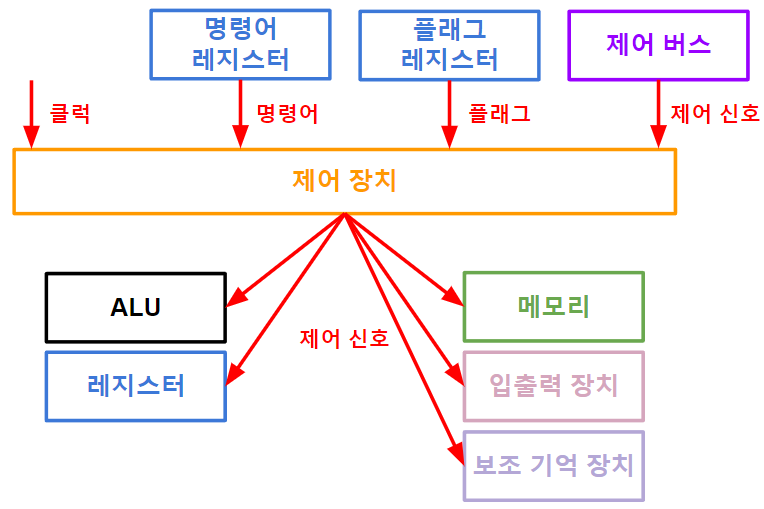 명령어
레지스터
플래그
레지스터
제어 버스
클럭
명령어
플래그
제어 신호
제어 장치
ALU
메모리
제어 신호
레지스터
입출력 장치
보조 기억 장치